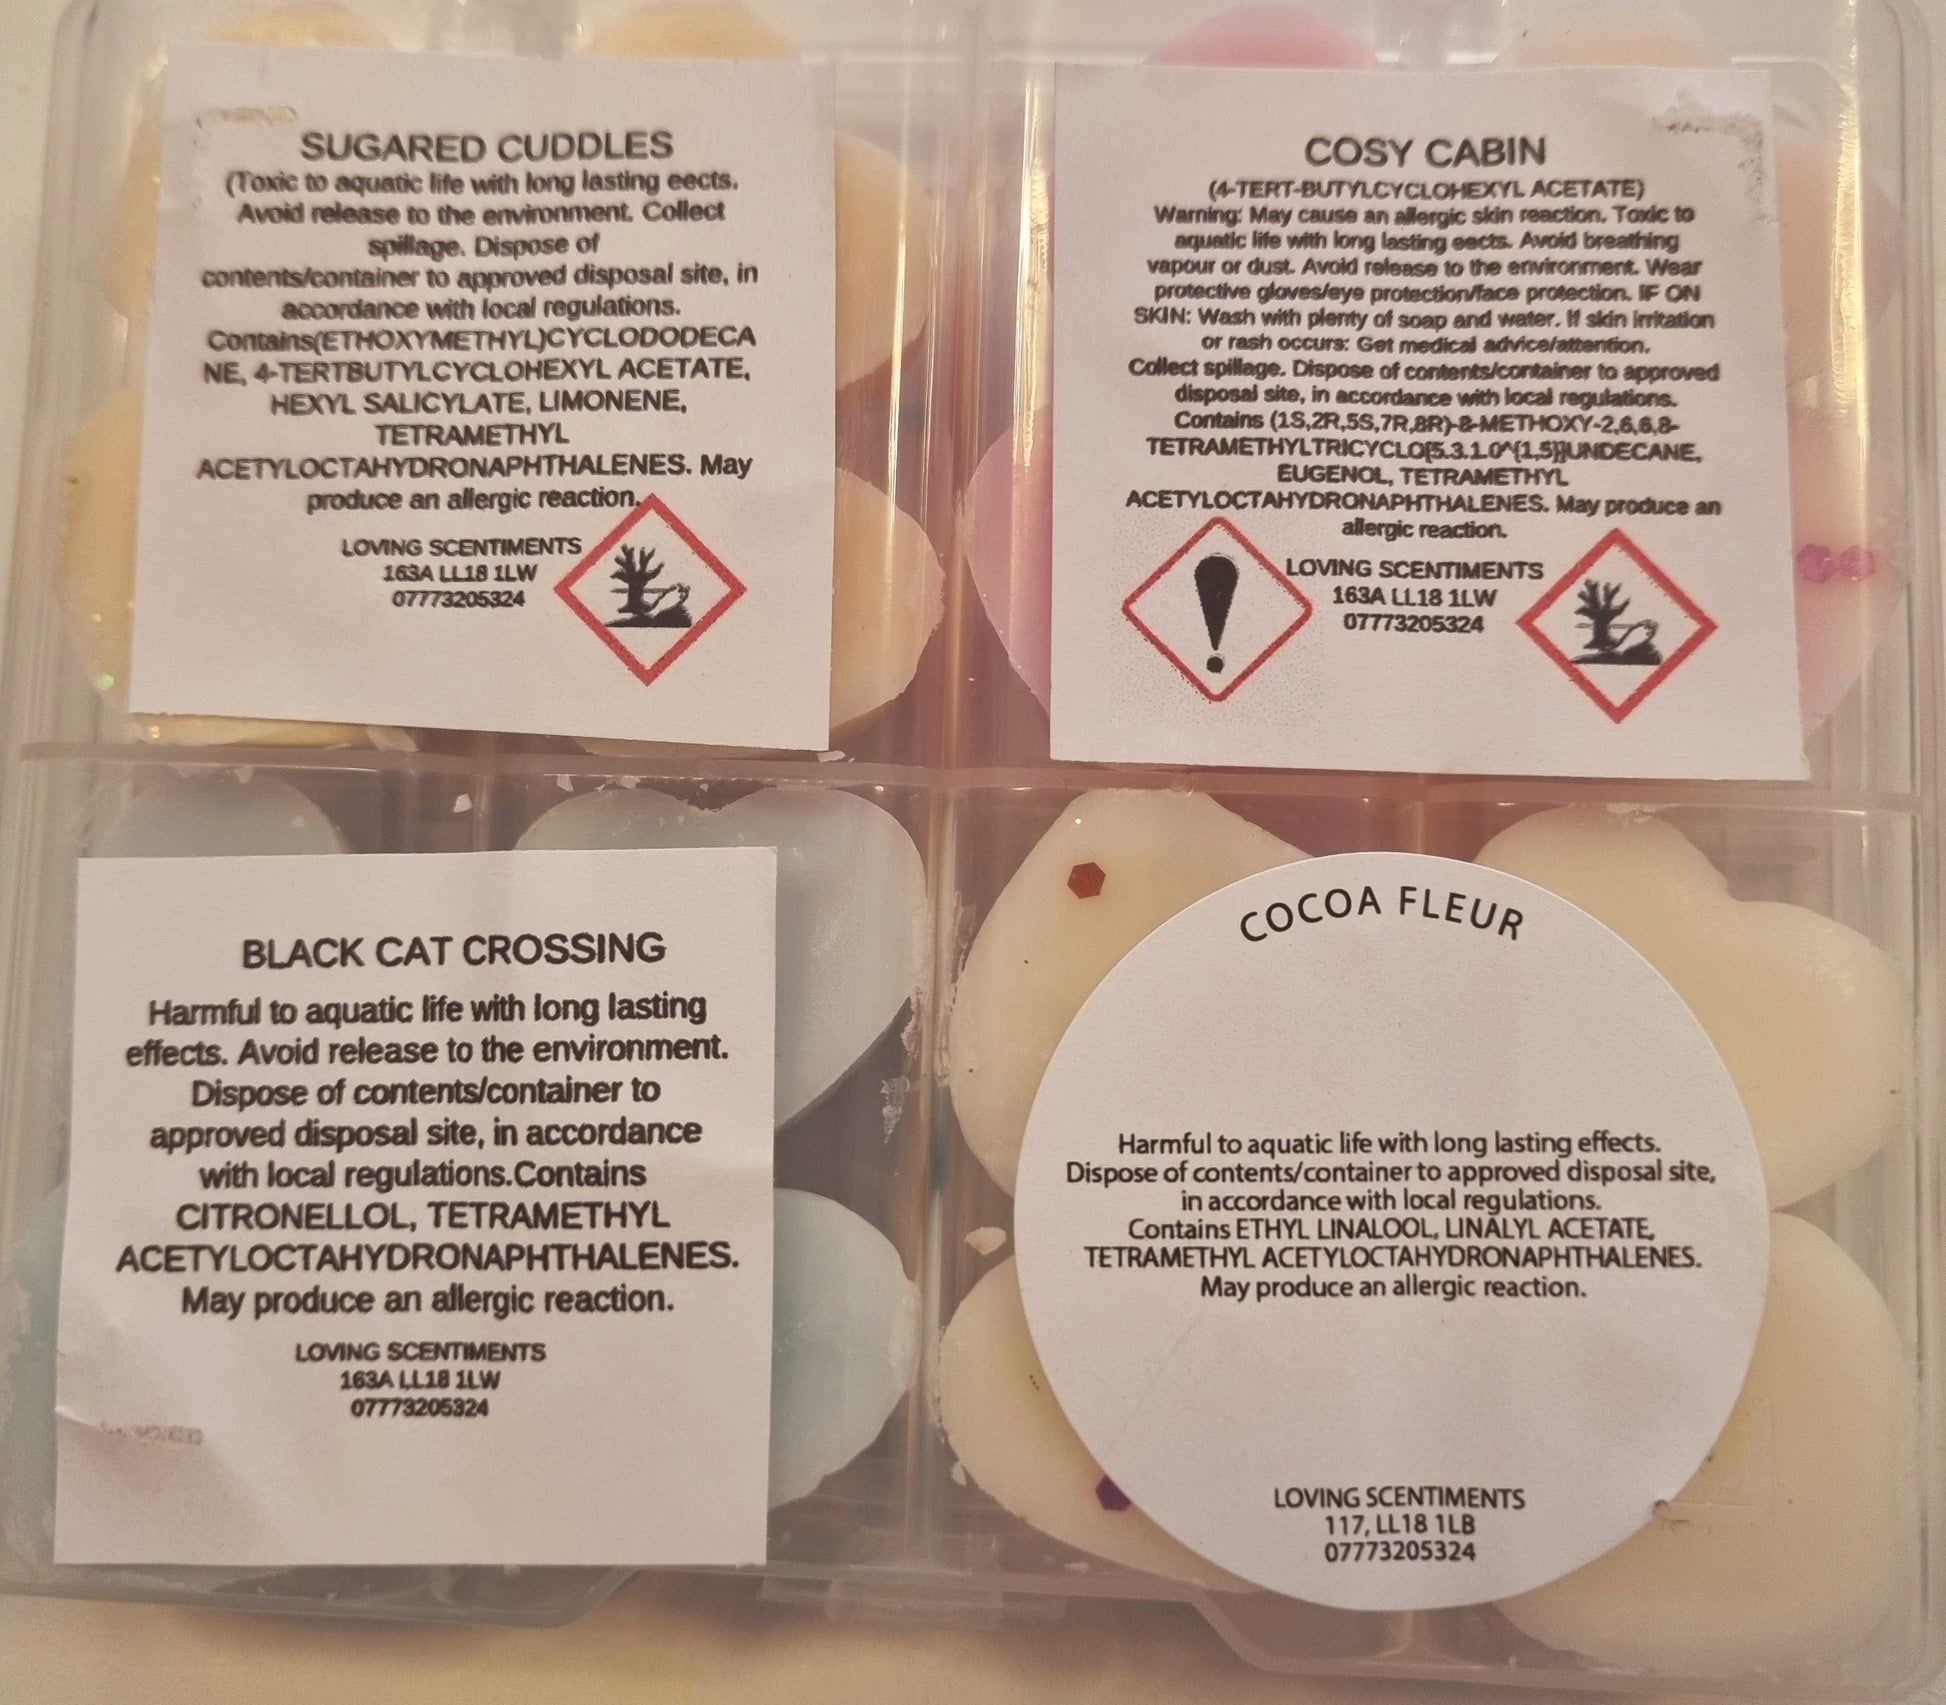 SUGARED CUDDLES
(Toxic to aquatic life with long lasting eects.
Avoid release to the environment. Collect
spillage. Dispose of
contents/container to approved disposal site, in
accordance with local regulations.
Contains(ETHOXYMETHYL)CYCLODODECA
NE, 4-TERTBUTYLCYCLOHEXYL ACETATE,
HEXYL SALICYLATE, LIMONENE,
TETRAMETHYL
ACETYLOCTAHYDRONAPHTHALENES. May
produce an allergic reaction.
LOVING SCENTIMENTS
163A LL18 1LW
07773205324
COSY CABIN
(4-TERT-BUTYLCYCLOHEXYL ACETATE)
Warning: May cause an allergic skin reaction. Toxic to
aquatic life with long lasting eects. Avoid breathing
vapour or dust. Avoid release to the environment. Wear
protective gloves/eye protection/face protection. IF ON
SKIN: Wash with plenty of soap and water. If skin irritation
or rash occurs: Get medical advice/attention.
Collect spillage. Dispose of contents/container to approved
disposal site, in accordance with local regulations.
Contains (1S,2R,5S,7R,8R)-8-METHOXY-2,6,6,8-
TETRAMETHYLTRICYCLO[5.3.1.0^{1,5}]UNDECANE,
EUGENOL, TETRAMETHYL
ACETYLOCTAHYDRONAPHTHALENES. May produce an
allergic reaction.
LOVING SCENTIMENTS
163A LL18 1LW
07773205324
BLACK CAT CROSSING
Harmful to aquatic life with long lasting
effects. Avoid release to the environment.
Dispose of contents/container to
approved disposal site, in accordance
with local regulations.Contains
CITRONELLOL, TETRAMETHYL
ACETYLOCTAHYDRONAPHTHALENES.
May produce an allergic reaction.
LOVING SCENTIMENTS
163A LL18 1LW
07773205324
COCOA FLEUR
Harmful to aquatic life with long lasting effects.
Dispose of contents/container to approved disposal site,
in accordance with local regulations.
Contains ETHYL LINALOOL, LINALYL ACETATE,
TETRAMETHYL ACETYLOCTAHYDRONAPHTHALENES.
May produce an allergic reaction.
LOVING SCENTIMENTS
117, LL18 1LB
07773205324